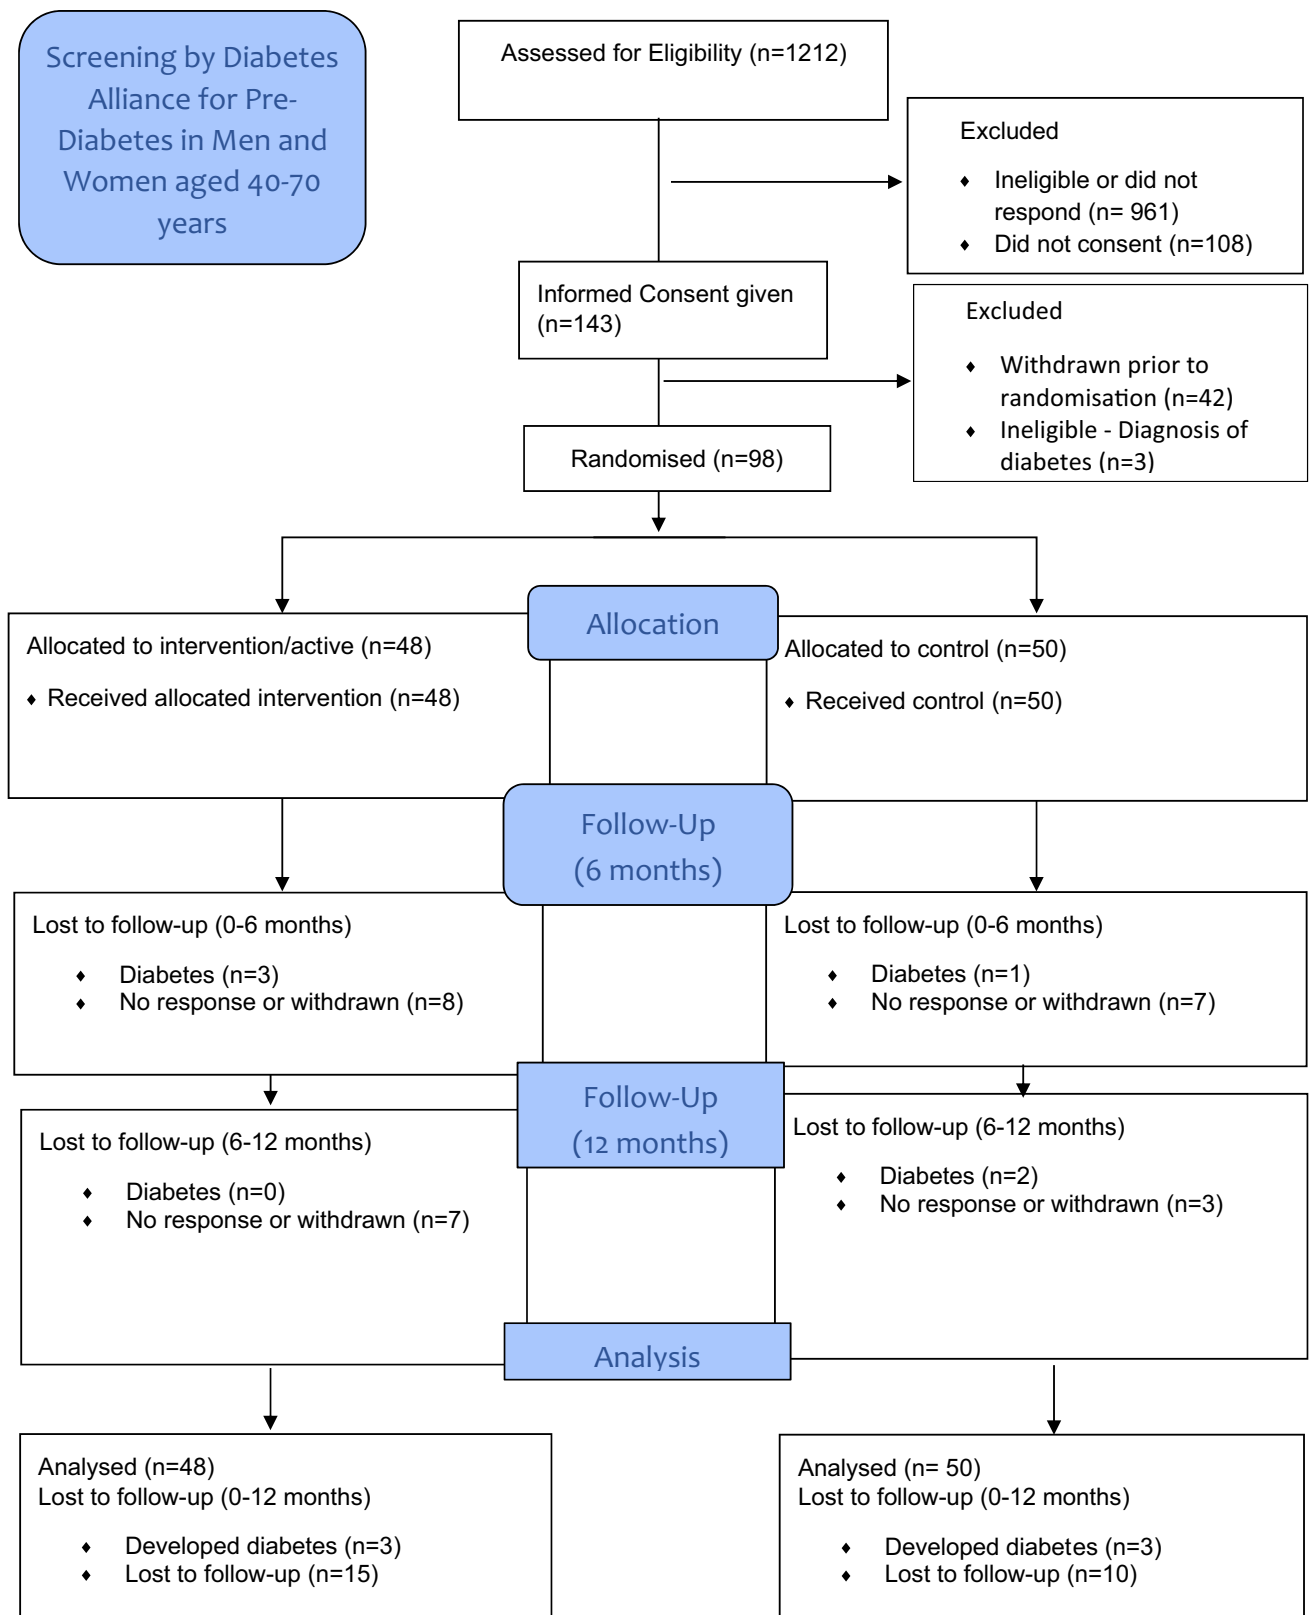 Screening by Diabetes
Alliance for Pre-
Diabetes in Men and
Women aged 40-70
years
Assessed for Eligibility (n=1212)
Excluded
♦ Ineligible or did not
respond (n= 961)
♦ Did not consent (n=108)
Informed Consent given
(n=143)
Excluded
♦ Withdrawn prior to
randomisation (n=42)
♦ Ineligible - Diagnosis of
diabetes (n=3)
Randomised (n=98)
Allocation
Allocated to intervention/active (n=48)
♦ Received allocated intervention (n=48)
Allocated to control (n=50)
♦ Received control (n=50)
Follow-Up
(6 months)
Lost to follow-up (0-6 months)
♦ Diabetes (n=3)
♦ No response or withdrawn (n=8)
Lost to follow-up (0-6 months)
♦ Diabetes (n=1)
♦ No response or withdrawn (n=7)
Follow-Up
(12 months)
Lost to follow-up (6-12 months)
♦ Diabetes (n=0)
♦ No response or withdrawn (n=7)
Lost to follow-up (6-12 months)
♦ Diabetes (n=2)
♦ No response or withdrawn (n=3)
Analysis
Analysed (n=48)
Lost to follow-up (0-12 months)
♦ Developed diabetes (n=3)
♦ Lost to follow-up (n=15)
Analysed (n= 50)
Lost to follow-up (0-12 months)
♦ Developed diabetes (n=3)
♦ Lost to follow-up (n=10)